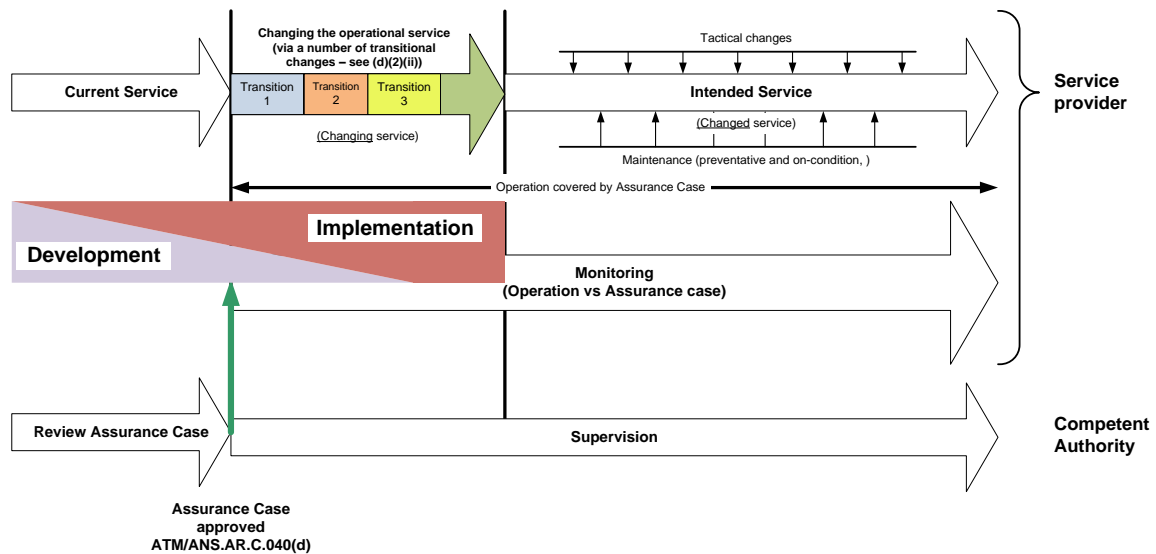 Changing the operational service
(via a number of transitional
changes – see (d)(2)(ii))
Tactical changes
Current Service
Transition
1
Transition
2
Transition
3
Intended Service
Service
provider
(Changing service)
(Changed service)
Maintenance (preventative and on-condition, )
Operation covered by Assurance Case
Implementation
Development
Monitoring
(Operation vs Assurance case)
Review Assurance Case
Supervision
Competent
Authority
Assurance Case
approved
ATM/ANS.AR.C.040(d)